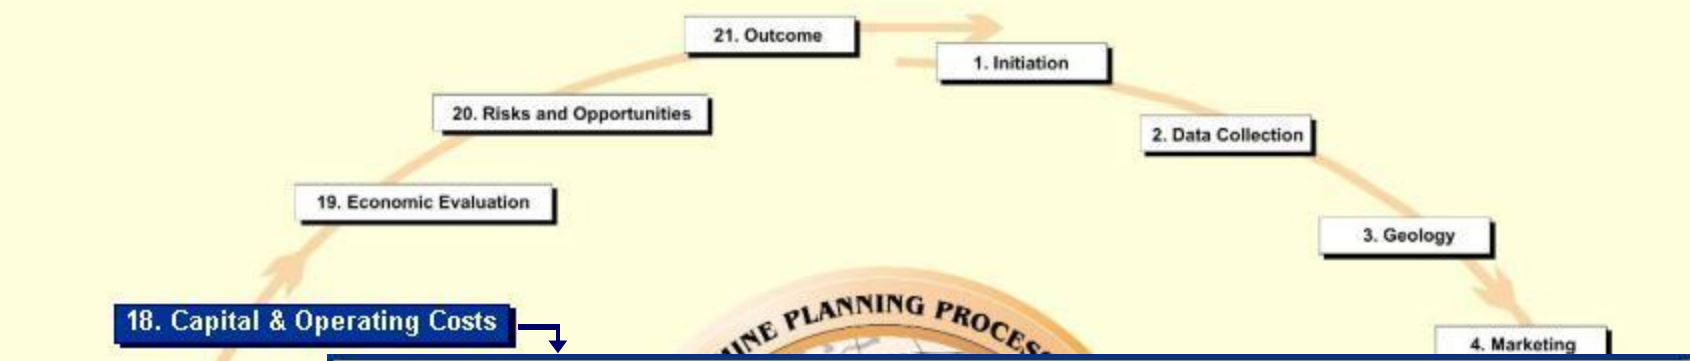 21. Outcome
1. Initiation
20. Risks and Opportunities
2. Data Collection
19. Economic Evaluation
3. Geology
18. Capital & Operating Costs
PLANNING
4. Marketing